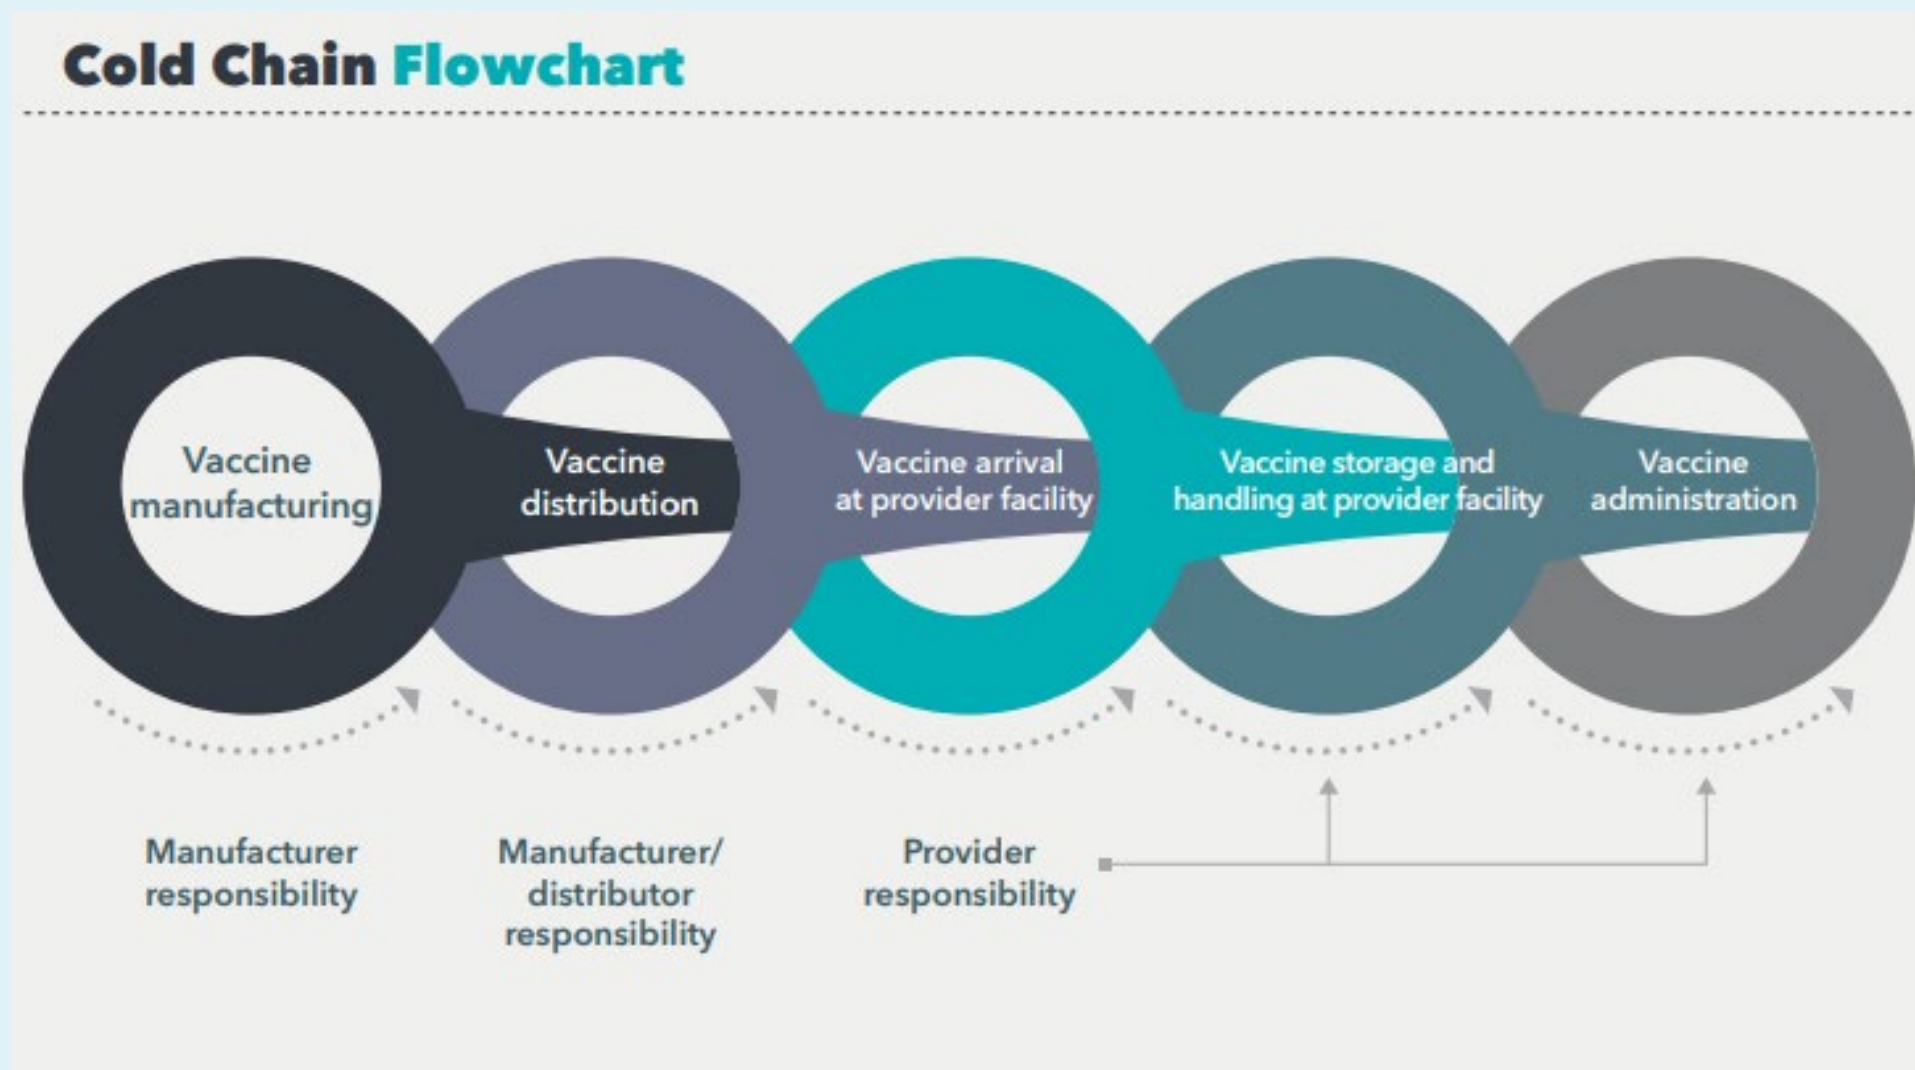 Cold Chain Flowchart
Vaccine
manufacturing
Vaccine
distribution
Vaccine arrival
at provider facility
Vaccine storage and
handling at provider facility
Vaccine
administration
Manufacturer
responsibility
Manufacturer/
distributor
responsibility
Provider
responsibility